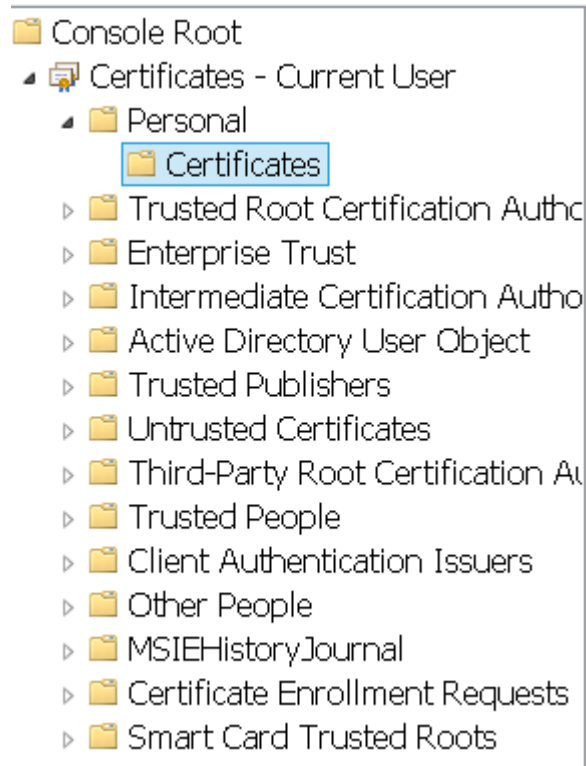 Console Root
Certificates - Current User
Personal
Certificates
Trusted Root Certification Autho
Enterprise Trust
Intermediate Certification Autho
Active Directory User Object
Trusted Publishers
Untrusted Certificates
Third-Party Root Certification Au
Trusted People
Client Authentication Issuers
Other People
MSIEHistoryJournal
Certificate Enrollment Requests
Smart Card Trusted Roots